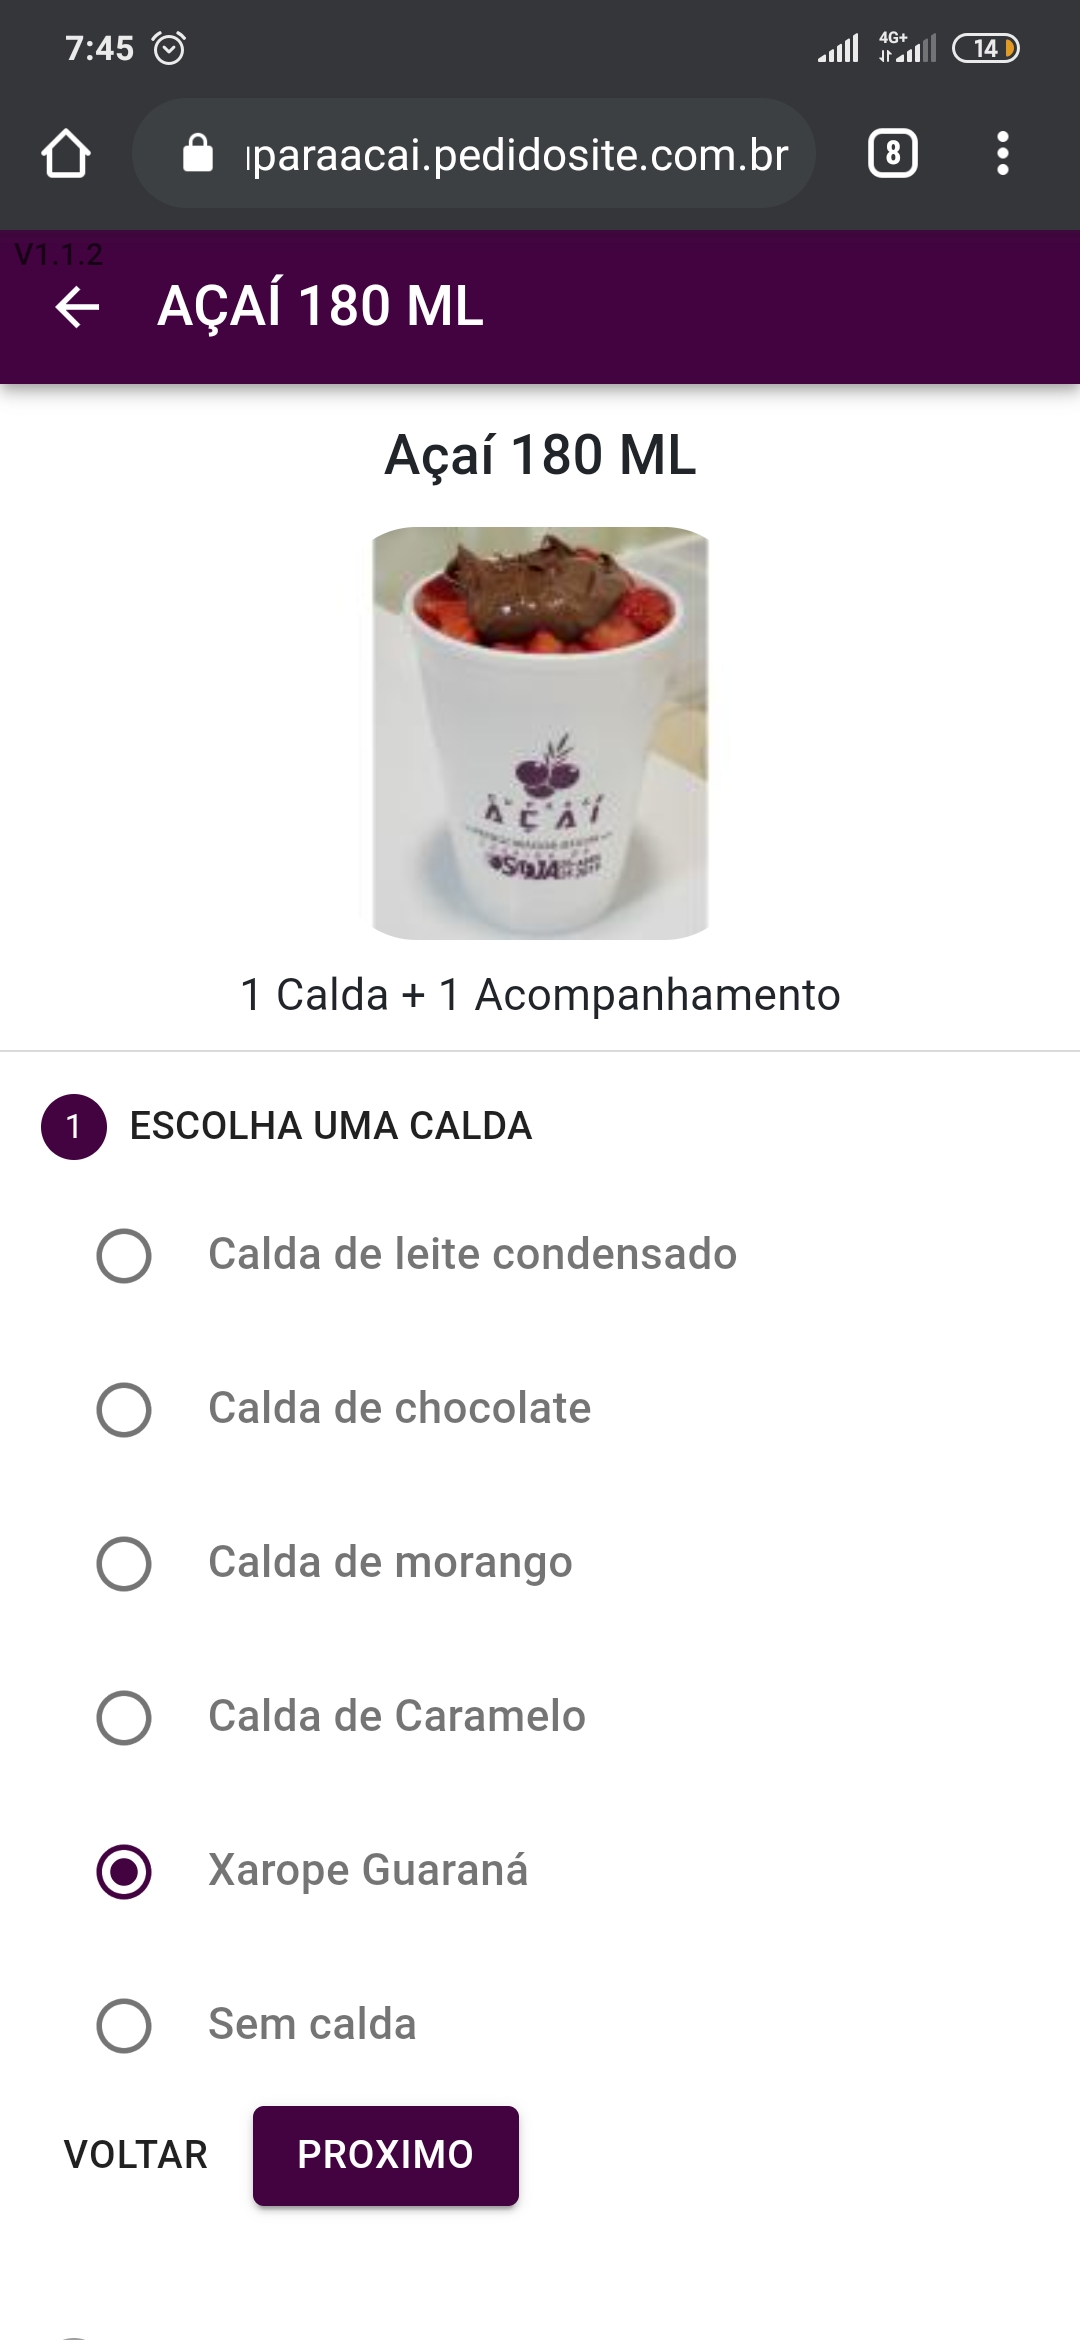 7:45
4G+
14
ıparaacai.pedidosite.com.br
8
V1.1.2
AÇAÍ 180 ML
Açaí 180 ML
AÇAÍ
1 Calda + 1 Acompanhamento
1 ESCOLHA UMA CALDA
Calda de leite condensado
Calda de chocolate
Calda de morango
Calda de Caramelo
Xarope Guaraná
Sem calda
VOLTAR
PROXIMO